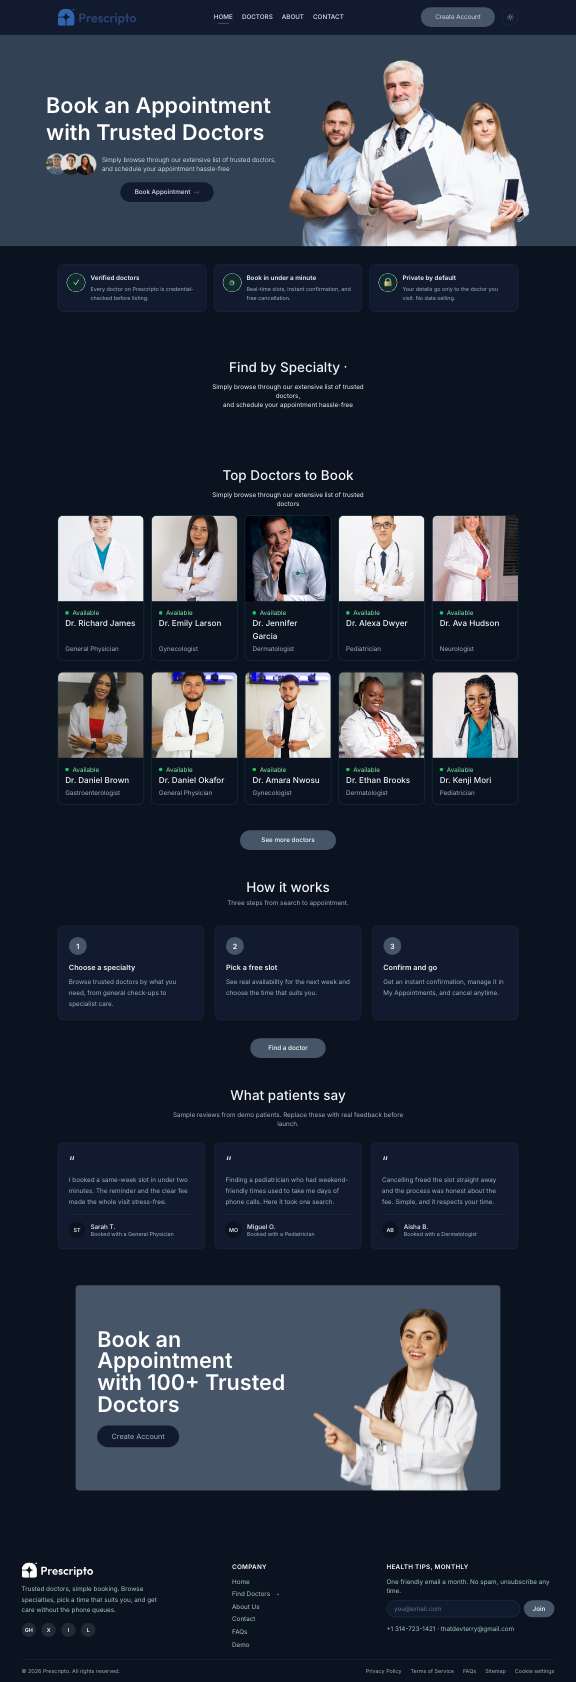 Prescripto
HOME DOCTORS ABOUT CONTACT
Create Account
Book an Appointment
with Trusted Doctors
Simply browse through our extensive list of trusted doctors,
and schedule your appointment hassle-free
Book Appointment →
Verified doctors
Every doctor on Prescripto is credential-
checked before listing.
Book in under a minute
Real-time slots, instant confirmation, and
free cancellation.
Private by default
Your details go only to the doctor you
visit. No data selling.
Find by Specialty ·
Simply browse through our extensive list of trusted
doctors,
and schedule your appointment hassle-free
Top Doctors to Book
Simply browse through our extensive list of trusted
doctors
Available
Dr. Richard James
General Physician
Available
Dr. Emily Larson
Gynecologist
Available
Dr. Jennifer
Garcia
Dermatologist
Available
Dr. Alexa Dwyer
Pediatrician
Available
Dr. Ava Hudson
Neurologist
Available
Dr. Daniel Brown
Gastroenterologist
Available
Dr. Daniel Okafor
General Physician
Available
Dr. Amara Nwosu
Gynecologist
Available
Dr. Ethan Brooks
Dermatologist
Available
Dr. Kenji Mori
Pediatrician
See more doctors
How it works
Three steps from search to appointment.
1
Choose a specialty
Browse trusted doctors by what you
need, from general check-ups to
specialist care.
2
Pick a free slot
See real availability for the next week and
choose the time that suits you.
3
Confirm and go
Get an instant confirmation, manage it in
My Appointments, and cancel anytime.
Find a doctor
What patients say
Sample reviews from demo patients. Replace these with real feedback before
launch.
“
I booked a same-week slot in under two
minutes. The reminder and the clear fee
made the whole visit stress-free.
ST
Sarah T.
Booked with a General Physician
“
Finding a pediatrician who had weekend-
friendly times used to take me days of
phone calls. Here it took one search.
MO
Miguel O.
Booked with a Pediatrician
“
Cancelling freed the slot straight away
and the process was honest about the
fee. Simple, and it respects your time.
AB
Aisha B.
Booked with a Dermatologist
Book an
Appointment
with 100+ Trusted
Doctors
Create Account
Prescripto
Trusted doctors, simple booking. Browse
specialties, pick a time that suits you, and get
care without the phone queues.
GH X I L
COMPANY
Home
Find Doctors
About Us
Contact
FAQs
Demo
HEALTH TIPS, MONTHLY
One friendly email a month. No spam, unsubscribe any
time.
you@email.com
Join
+1 314-723-1421 · thatdevterry@gmail.com
© 2026 Prescripto. All rights reserved.
Privacy Policy Terms of Service FAQs Sitemap Cookie settings